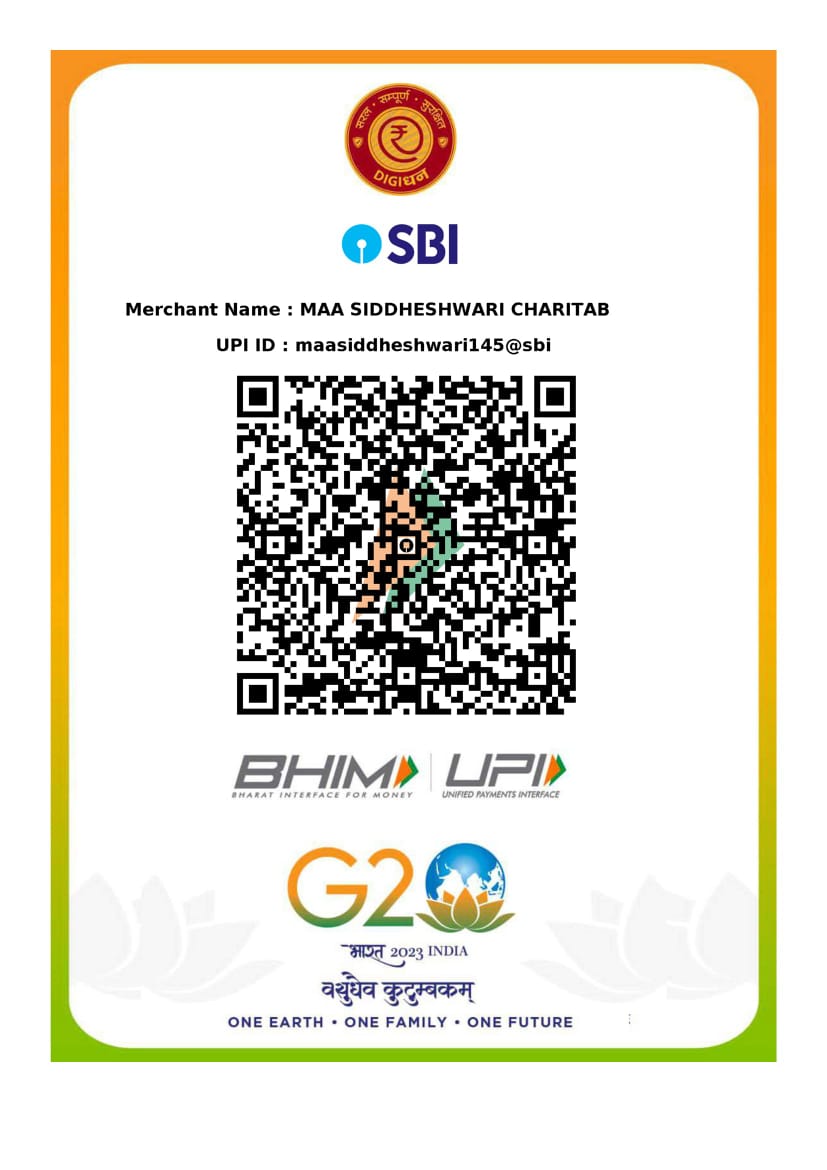 सरल • सम्पूर्ण • सुरक्षित
DIGIधन
SBI
Merchant Name : MAA SIDDHESHWARI CHARITAB
UPI ID : maasiddheshwari145@sbi
BHIM
BHARAT INTERFACE FOR MONEY
UPI
UNIFIED PAYMENTS INTERFACE
G20
भारत 2023 INDIA
वसुधैव कुटुम्बकम्
ONE EARTH • ONE FAMILY • ONE FUTURE